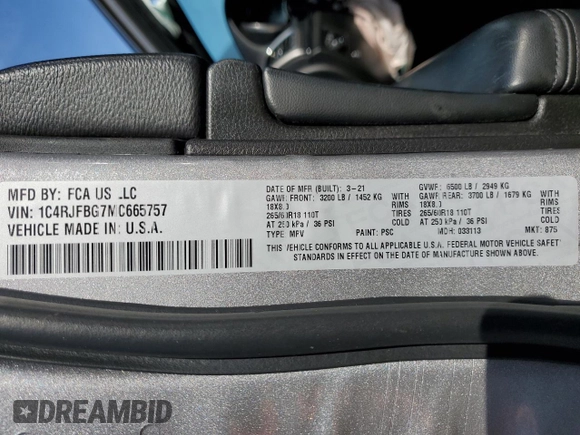 MFD BY: FCA US LLC
VIN: 1C4RJFBG7MC665757
VEHICLE MADE IN: U.S.A.
DATE OF MFR (BUILT): 3-21 GVWR: 6500 LB / 2949 KG
GAWR FRONT: 3200 LB / 1452 KG GAWR REAR: 3700 LB / 1679 KG
18X8.0 TIRES 18X8.0 TIRES
265/60R18 110T RIMS 265/60R18 110T RIMS
AT 250 kPa / 36 PSI COLD AT 250 kPa / 36 PSI COLD
TYPE: MPV PAINT: PSC MDH: 033113 MKT: 875
THIS VEHICLE CONFORMS TO ALL APPLICABLE U.S.A. FEDERAL MOTOR VEHICLE SAFETY
STANDARDS IN EFFECT ON THE DATE OF MANUFACTURE SHOWN ABOVE.
DREAMBID